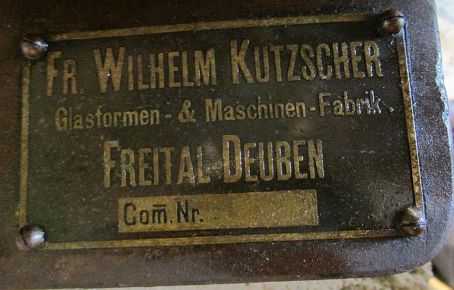 Fr. Wilhelm Kutzscher
Glasformen- & Maschinen-Fabrik
Freital-Deuben
Com̅. Nr.